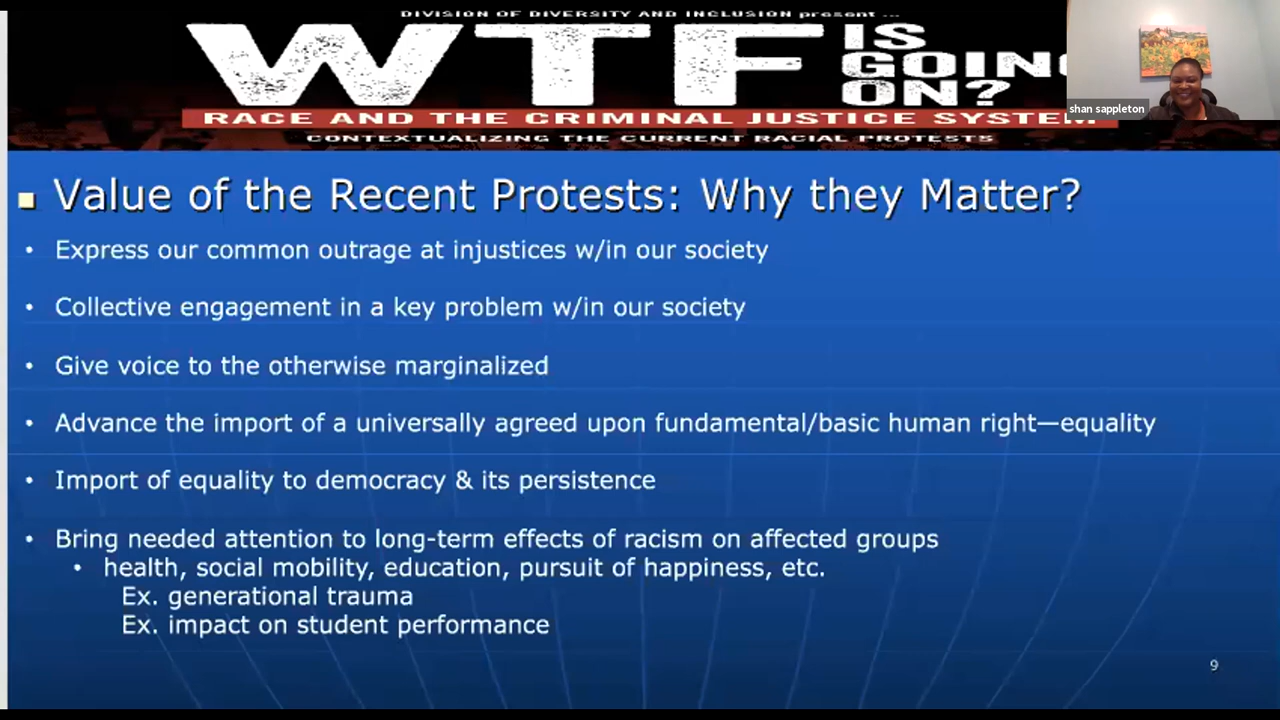 DIVISION OF DIVERSITY AND INCLUSION present ...
WTF IS GOING ON?
RACE AND THE CRIMINAL JUSTICE SYSTEM
CONTEXTUALIZING THE CURRENT RACIAL PROTESTS
shan sappleton
Value of the Recent Protests: Why they Matter?
• Express our common outrage at injustices w/in our society
• Collective engagement in a key problem w/in our society
• Give voice to the otherwise marginalized
• Advance the import of a universally agreed upon fundamental/basic human right—equality
• Import of equality to democracy & its persistence
• Bring needed attention to long-term effects of racism on affected groups
• health, social mobility, education, pursuit of happiness, etc.
Ex. generational trauma
Ex. impact on student performance
9